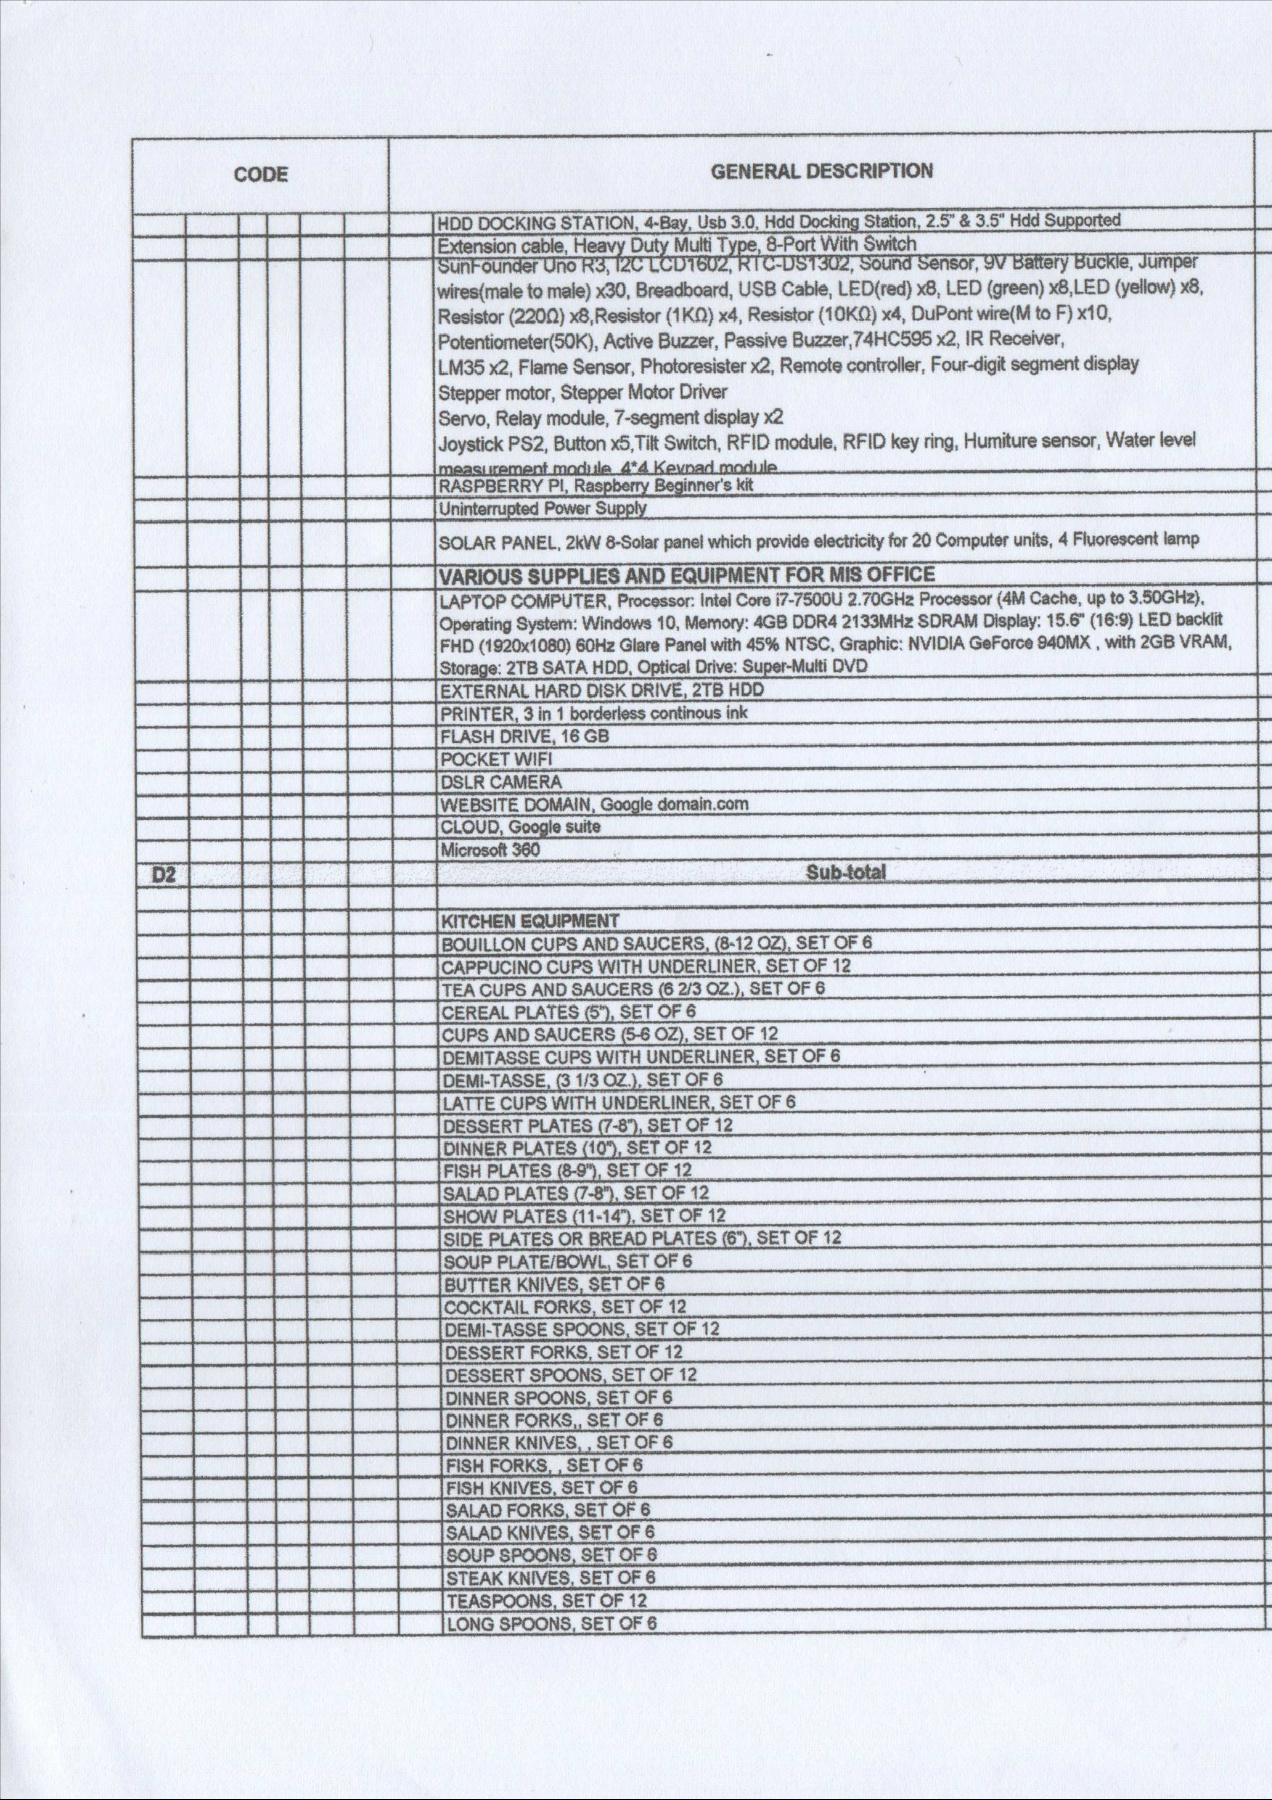 CODE
GENERAL DESCRIPTION
HDD DOCKING STATION, 4-Bay, Usb 3.0, Hdd Docking Station, 2.5" & 3.5" Hdd Supported
Extension cable, Heavy Duty Multi Type, 8-Port With Switch
SunFounder Uno R3, I2C LCD1602, RTC-DS1302, Sound Sensor, 9V Battery Buckle, Jumper
wires(male to male) x30, Breadboard, USB Cable, LED(red) x8, LED (green) x8,LED (yellow) x8,
Resistor (220Ω) x8,Resistor (1KΩ) x4, Resistor (10KΩ) x4, DuPont wire(M to F) x10,
Potentiometer(50K), Active Buzzer, Passive Buzzer,74HC595 x2, IR Receiver,
LM35 x2, Flame Sensor, Photoresister x2, Remote controller, Four-digit segment display
Stepper motor, Stepper Motor Driver
Servo, Relay module, 7-segment display x2
Joystick PS2, Button x5,Tilt Switch, RFID module, RFID key ring, Humiture sensor, Water level
measurement module, 4*4 Keypad module
RASPBERRY PI, Raspberry Beginner's kit
Uninterrupted Power Supply
SOLAR PANEL, 2kW 8-Solar panel which provide electricity for 20 Computer units, 4 Fluorescent lamp
VARIOUS SUPPLIES AND EQUIPMENT FOR MIS OFFICE
LAPTOP COMPUTER, Processor: Intel Core i7-7500U 2.70GHz Processor (4M Cache, up to 3.50GHz),
Operating System: Windows 10, Memory: 4GB DDR4 2133MHz SDRAM Display: 15.6" (16:9) LED backlit
FHD (1920x1080) 60Hz Glare Panel with 45% NTSC, Graphic: NVIDIA GeForce 940MX , with 2GB VRAM,
Storage: 2TB SATA HDD, Optical Drive: Super-Multi DVD
EXTERNAL HARD DISK DRIVE, 2TB HDD
PRINTER, 3 in 1 borderless continous ink
FLASH DRIVE, 16 GB
POCKET WIFI
DSLR CAMERA
WEBSITE DOMAIN, Google domain.com
CLOUD, Google suite
Microsoft 360
D2 Sub-total
KITCHEN EQUIPMENT
BOUILLON CUPS AND SAUCERS, (8-12 OZ), SET OF 6
CAPPUCINO CUPS WITH UNDERLINER, SET OF 12
TEA CUPS AND SAUCERS (6 2/3 OZ.), SET OF 6
CEREAL PLATES (5"), SET OF 6
CUPS AND SAUCERS (5-6 OZ), SET OF 12
DEMITASSE CUPS WITH UNDERLINER, SET OF 6
DEMI-TASSE, (3 1/3 OZ.), SET OF 6
LATTE CUPS WITH UNDERLINER, SET OF 6
DESSERT PLATES (7-8"), SET OF 12
DINNER PLATES (10"), SET OF 12
FISH PLATES (8-9"), SET OF 12
SALAD PLATES (7-8"), SET OF 12
SHOW PLATES (11-14"), SET OF 12
SIDE PLATES OR BREAD PLATES (6"), SET OF 12
SOUP PLATE/BOWL, SET OF 6
BUTTER KNIVES, SET OF 6
COCKTAIL FORKS, SET OF 12
DEMI-TASSE SPOONS, SET OF 12
DESSERT FORKS, SET OF 12
DESSERT SPOONS, SET OF 12
DINNER SPOONS, SET OF 6
DINNER FORKS,, SET OF 6
DINNER KNIVES, , SET OF 6
FISH FORKS, , SET OF 6
FISH KNIVES, SET OF 6
SALAD FORKS, SET OF 6
SALAD KNIVES, SET OF 6
SOUP SPOONS, SET OF 6
STEAK KNIVES, SET OF 6
TEASPOONS, SET OF 12
LONG SPOONS, SET OF 6